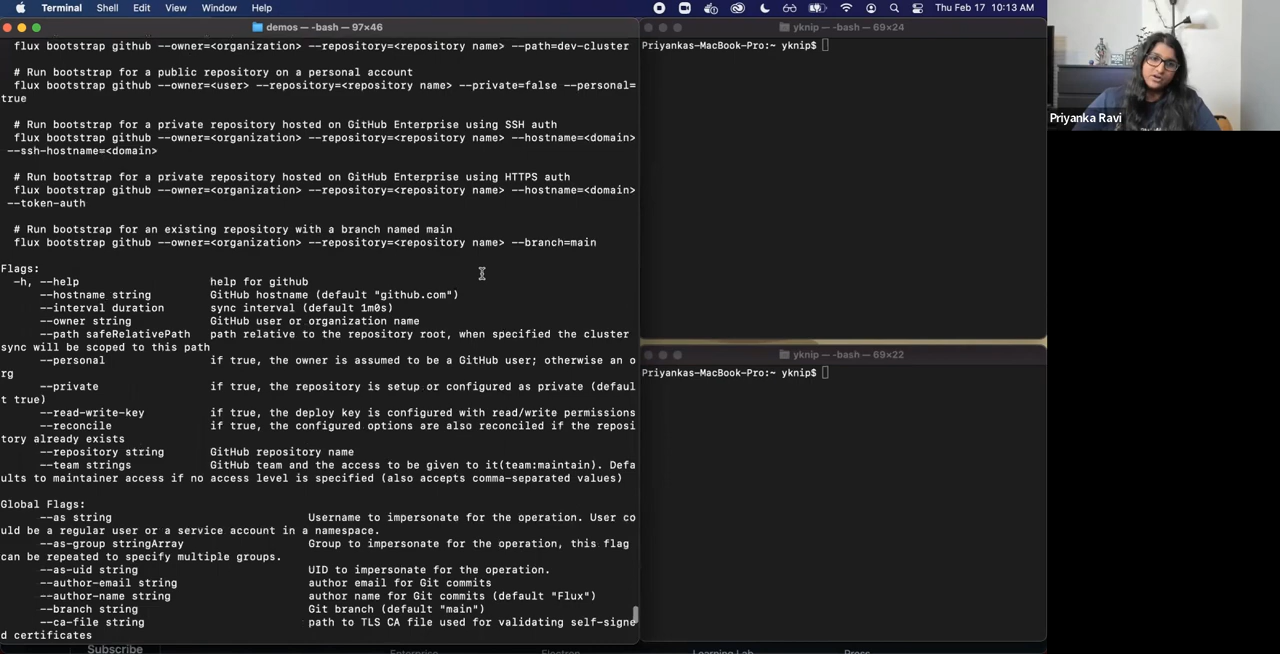 Terminal Shell Edit View Window Help Thu Feb 17 10:13 AM
demos — -bash — 97×46
flux bootstrap github --owner=<organization> --repository=<repository name> --path=dev-cluster
# Run bootstrap for a public repository on a personal account
flux bootstrap github --owner=<user> --repository=<repository name> --private=false --personal=
true
# Run bootstrap for a private repository hosted on GitHub Enterprise using SSH auth
flux bootstrap github --owner=<organization> --repository=<repository name> --hostname=<domain>
--ssh-hostname=<domain>
# Run bootstrap for a private repository hosted on GitHub Enterprise using HTTPS auth
flux bootstrap github --owner=<organization> --repository=<repository name> --hostname=<domain>
--token-auth
# Run bootstrap for an existing repository with a branch named main
flux bootstrap github --owner=<organization> --repository=<repository name> --branch=main
Flags:
-h, --help help for github
--hostname string GitHub hostname (default "github.com")
--interval duration sync interval (default 1m0s)
--owner string GitHub user or organization name
--path safeRelativePath path relative to the repository root, when specified the cluster
sync will be scoped to this path
--personal if true, the owner is assumed to be a GitHub user; otherwise an o
rg
--private if true, the repository is setup or configured as private (defaul
t true)
--read-write-key if true, the deploy key is configured with read/write permissions
--reconcile if true, the configured options are also reconciled if the reposi
tory already exists
--repository string GitHub repository name
--team strings GitHub team and the access to be given to it(team:maintain). Defa
ults to maintainer access if no access level is specified (also accepts comma-separated values)
Global Flags:
--as string Username to impersonate for the operation. User co
uld be a regular user or a service account in a namespace.
--as-group stringArray Group to impersonate for the operation, this flag
can be repeated to specify multiple groups.
--as-uid string UID to impersonate for the operation.
--author-email string author email for Git commits
--author-name string author name for Git commits (default "Flux")
--branch string Git branch (default "main")
--ca-file string path to TLS CA file used for validating self-signe
d certificates
yknip — -bash — 69×24
Priyankas-MacBook-Pro:~ yknip$
yknip — -bash — 69×22
Priyankas-MacBook-Pro:~ yknip$
Priyanka Ravi
Subscribe Enterprise Electron Learning Lab Press